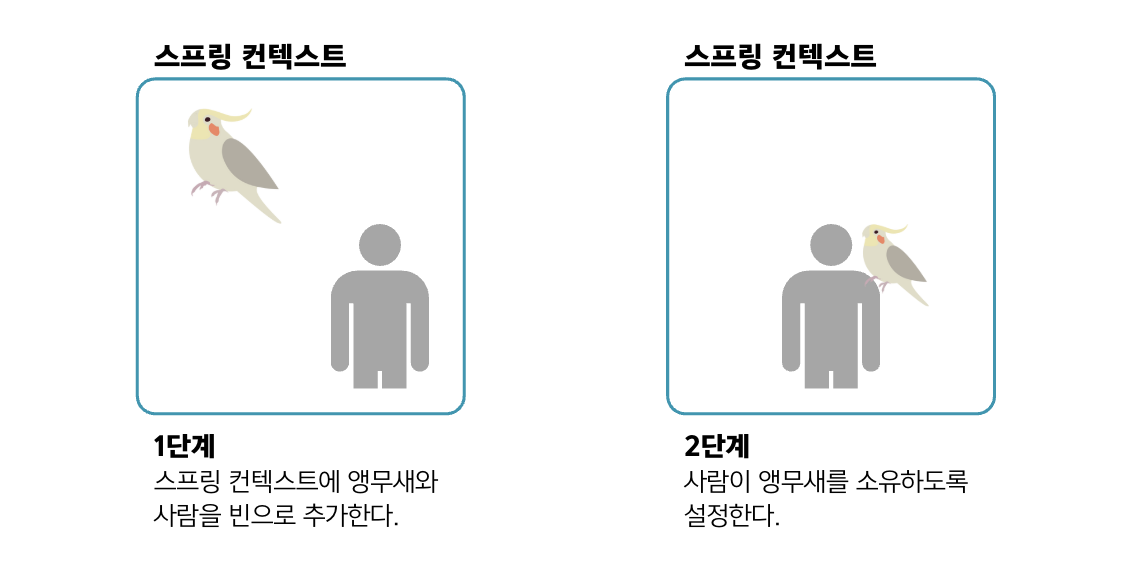 스프링 컨텍스트
1단계
스프링 컨텍스트에 앵무새와
사람을 빈으로 추가한다.
스프링 컨텍스트
2단계
사람이 앵무새를 소유하도록
설정한다.